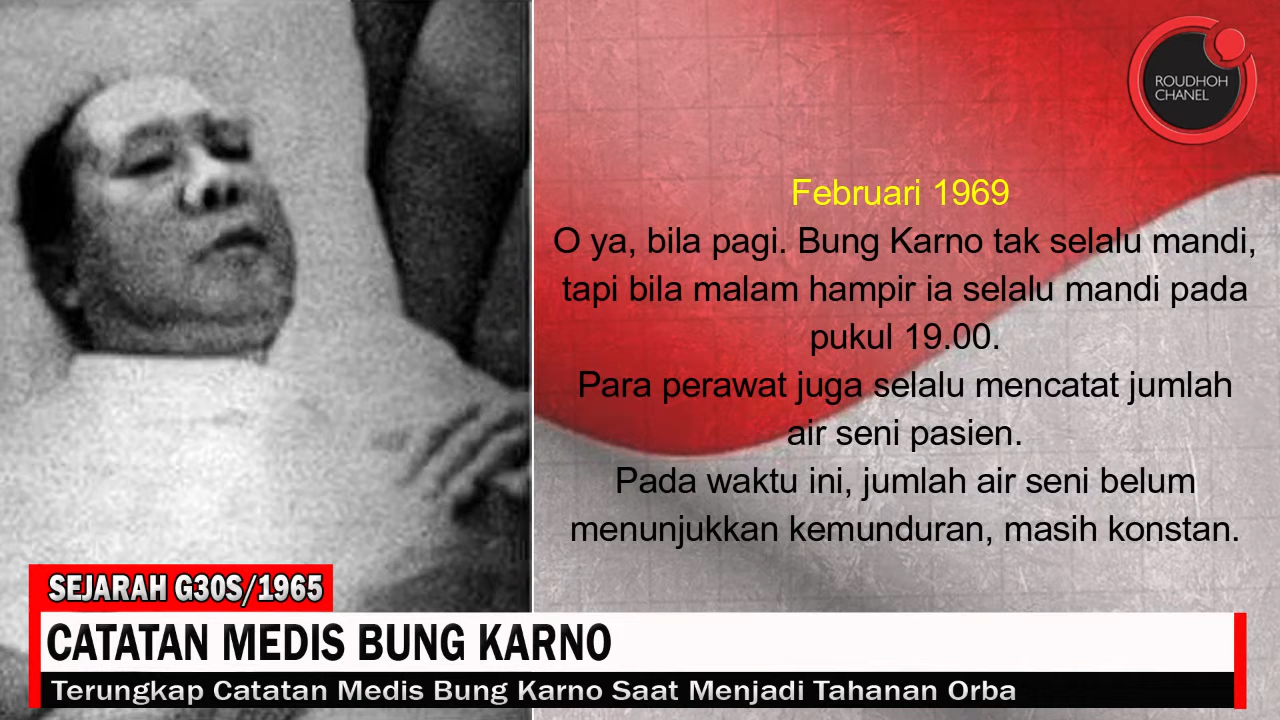 ROUDHOH
CHANEL
Februari 1969
O ya, bila pagi. Bung Karno tak selalu mandi,
tapi bila malam hampir ia selalu mandi pada
pukul 19.00.
Para perawat juga selalu mencatat jumlah
air seni pasien.
Pada waktu ini, jumlah air seni belum
menunjukkan kemunduran, masih konstan.
SEJARAH G30S/1965
CATATAN MEDIS BUNG KARNO
Terungkap Catatan Medis Bung Karno Saat Menjadi Tahanan Orba